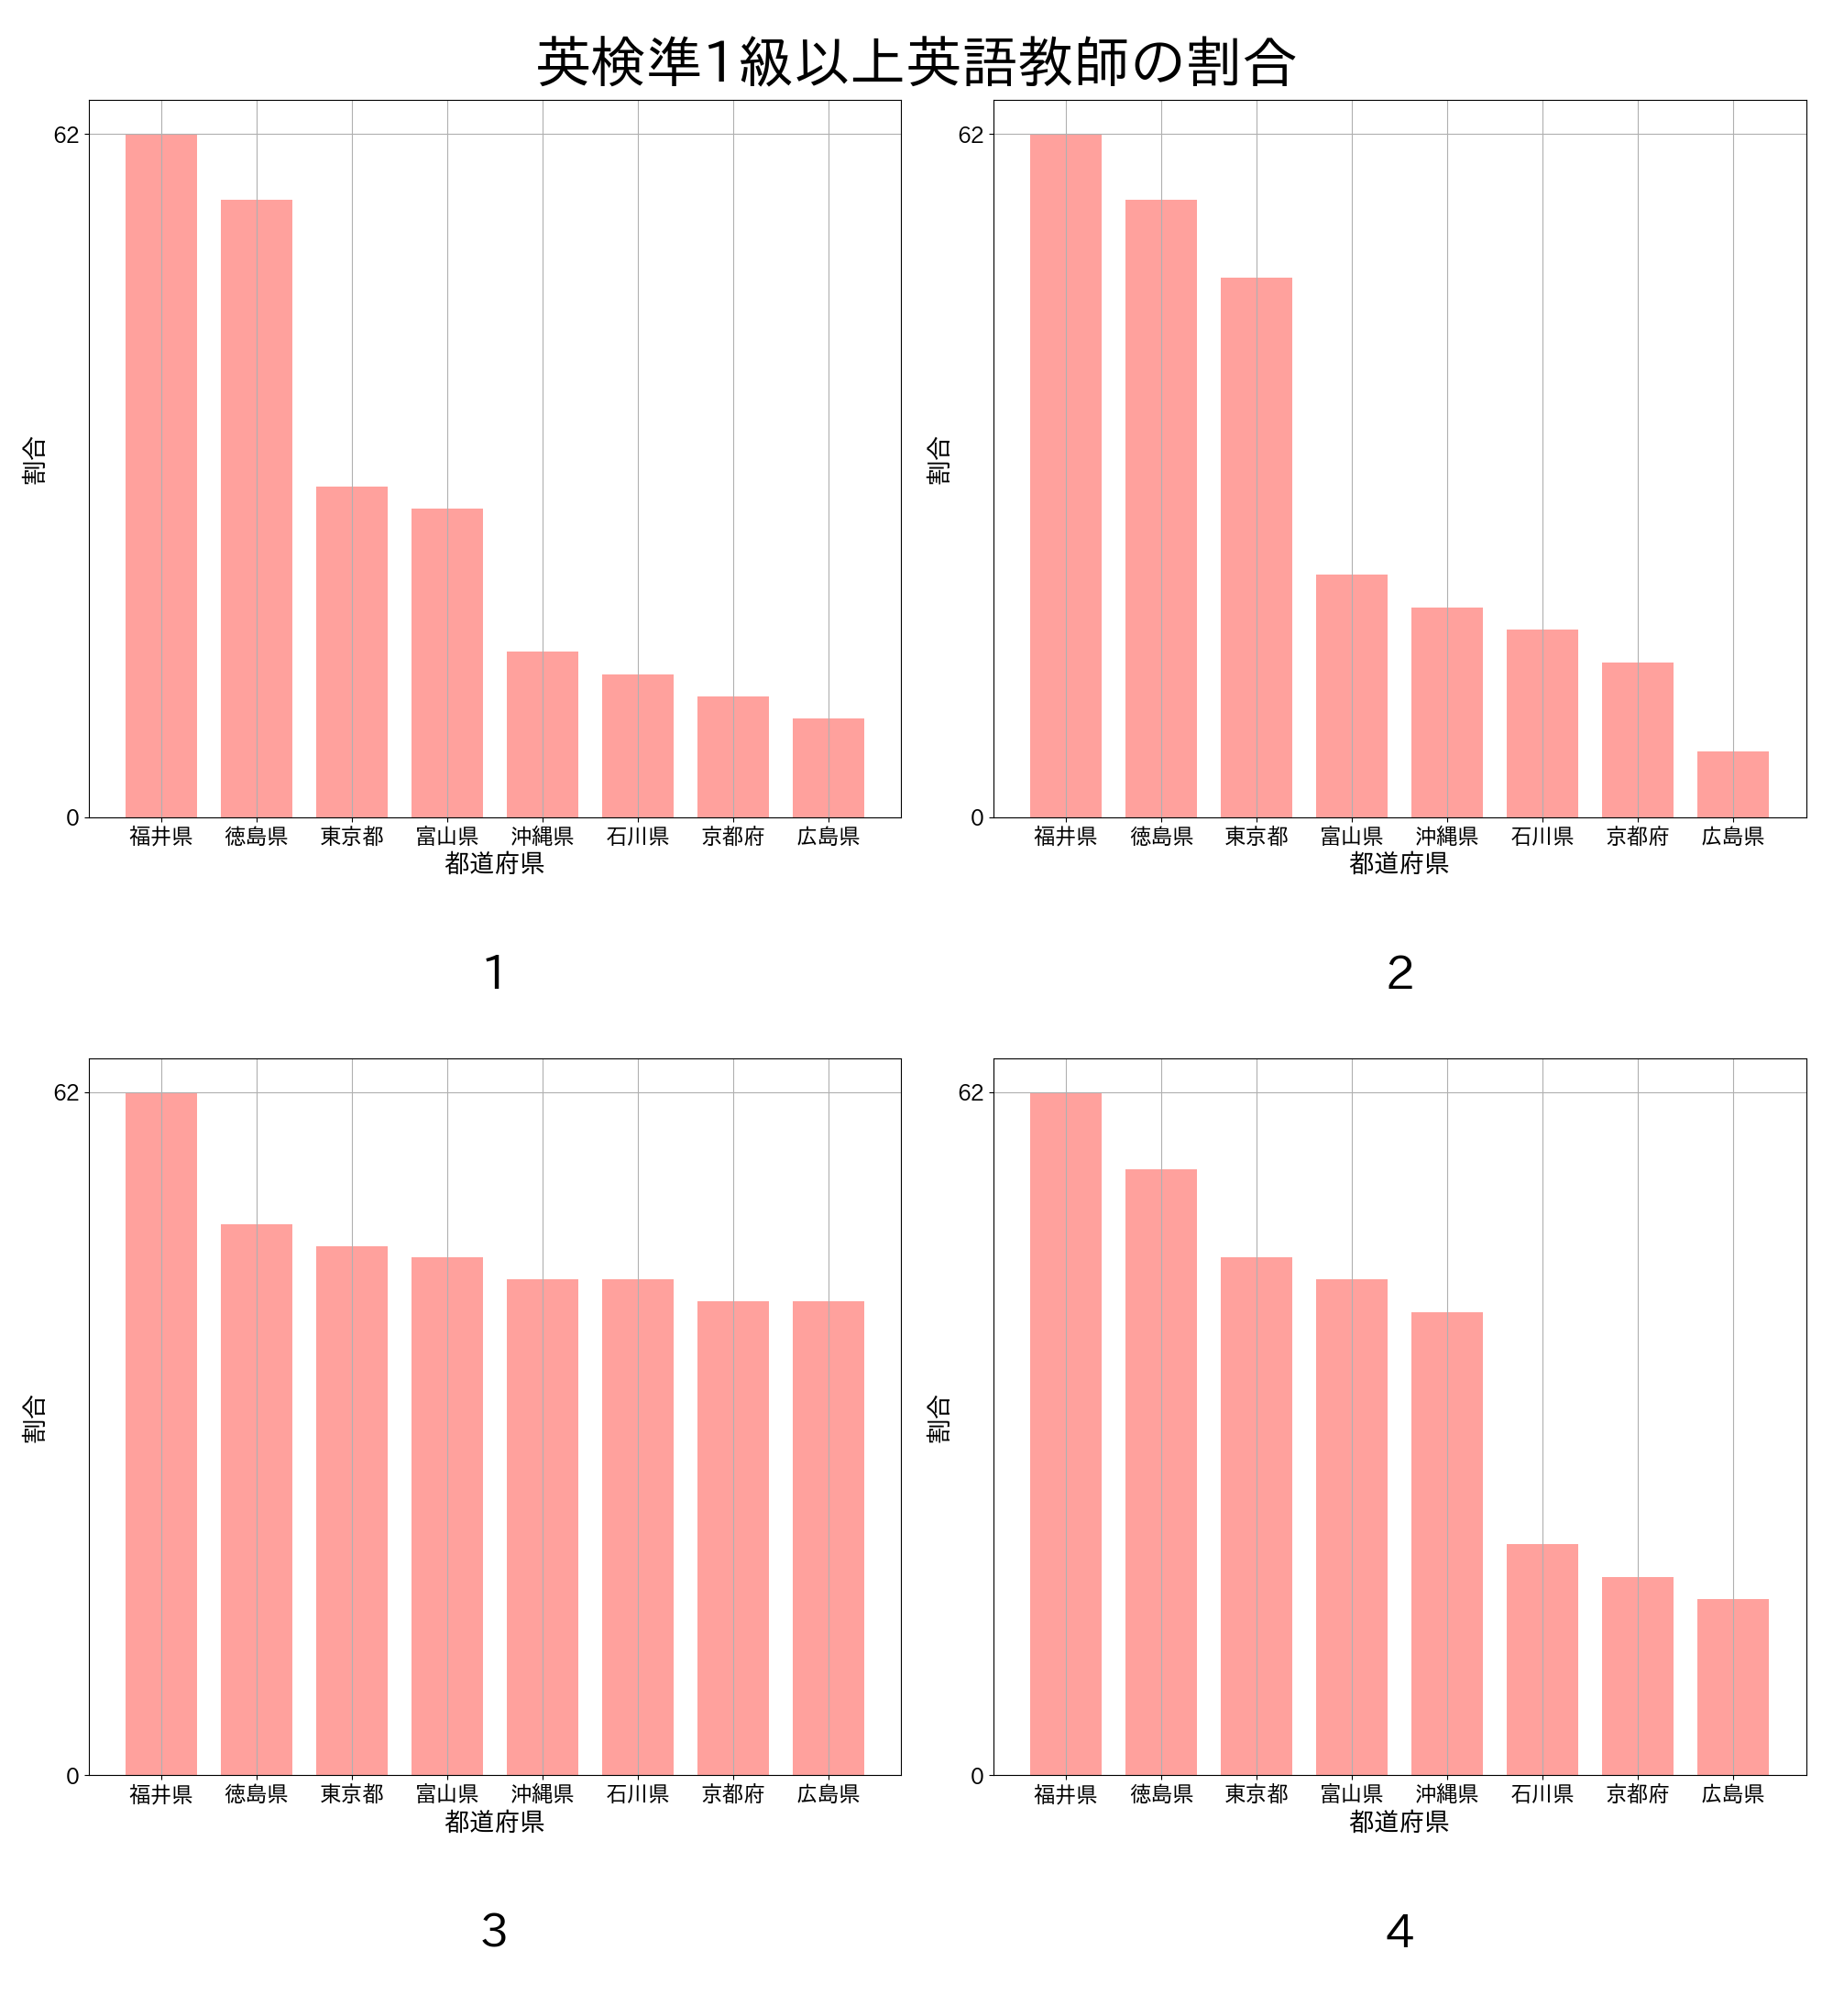 英検準1級以上英語教師の割合
62
割合
0
福井県 徳島県 東京都 富山県 沖縄県 石川県 京都府 広島県
都道府県
1
62
割合
0
福井県 徳島県 東京都 富山県 沖縄県 石川県 京都府 広島県
都道府県
2
62
割合
0
福井県 徳島県 東京都 富山県 沖縄県 石川県 京都府 広島県
都道府県
3
62
割合
0
福井県 徳島県 東京都 富山県 沖縄県 石川県 京都府 広島県
都道府県
4